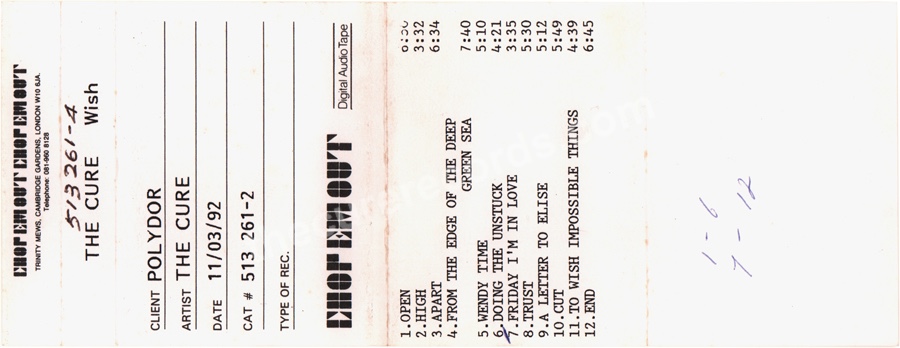 CHOP EM OUT CHOP EM OUT
TRINITY MEWS, CAMBRIDGE GARDENS, LONDON W10 6JA.
Telephone: 081-960 8128
513261-4
THE CURE Wish
CLIENT POLYDOR
ARTIST THE CURE
DATE 11/03/92
CAT # 513 261-2
TYPE OF REC.
CHOP EM OUT
Digital Audio Tape
1.OPEN
2.HIGH 3:32
3.APART 6:34
4.FROM THE EDGE OF THE DEEP
GREEN SEA 7:40
5.WENDY TIME 5:10
6.DOING THE UNSTUCK 4:21
7.FRIDAY I'M IN LOVE 3:35
8.TRUST 5:30
9.A LETTER TO ELISE 5:12
10.CUT 5:49
11.TO WISH IMPOSSIBLE THINGS 4:39
12.END 6:45
1-6
7-12